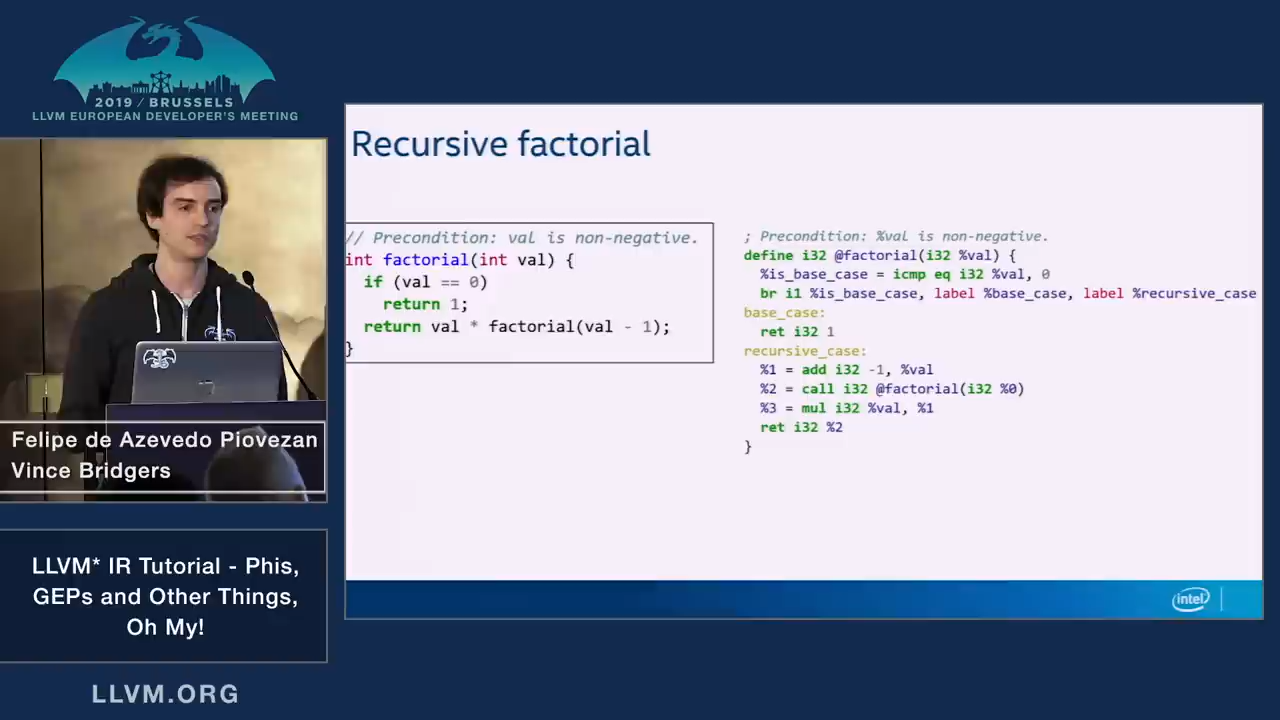 2019 / BRUSSELS
LLVM EUROPEAN DEVELOPER'S MEETING
Felipe de Azevedo Piovezan
Vince Bridgers
LLVM* IR Tutorial - Phis,
GEPs and Other Things,
Oh My!
LLVM.ORG
Recursive factorial
// Precondition: val is non-negative.
int factorial(int val) {
if (val == 0)
return 1;
return val * factorial(val - 1);
}
; Precondition: %val is non-negative.
define i32 @factorial(i32 %val) {
%is_base_case = icmp eq i32 %val, 0
br i1 %is_base_case, label %base_case, label %recursive_case
base_case:
ret i32 1
recursive_case:
%1 = add i32 -1, %val
%2 = call i32 @factorial(i32 %0)
%3 = mul i32 %val, %1
ret i32 %2
}
intel